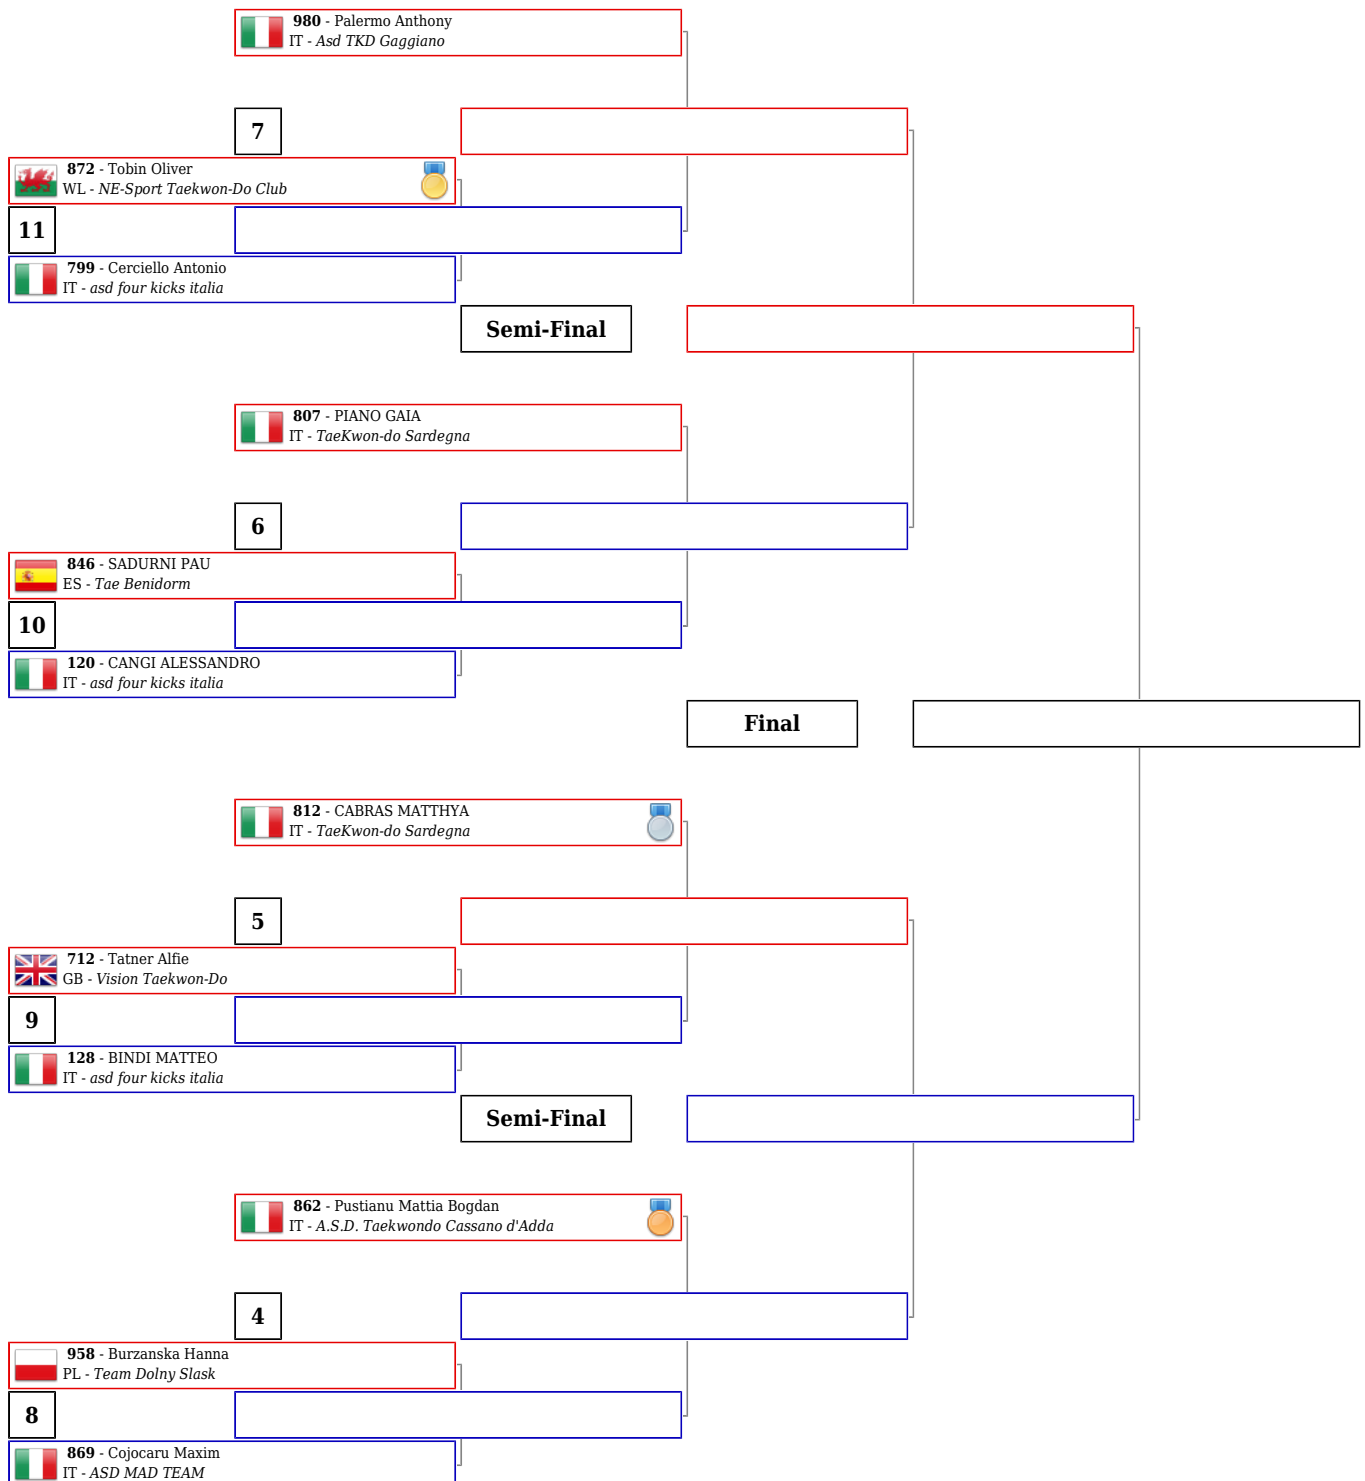 980 - Palermo Anthony
IT - Asd TKD Gaggiano
7
872 - Tobin Oliver
WL - NE-Sport Taekwon-Do Club
11
799 - Cerciello Antonio
IT - asd four kicks italia
Semi-Final
807 - PIANO GAIA
IT - TaeKwon-do Sardegna
6
846 - SADURNI PAU
ES - Tae Benidorm
10
120 - CANGI ALESSANDRO
IT - asd four kicks italia
Final
812 - CABRAS MATTHYA
IT - TaeKwon-do Sardegna
5
712 - Tatner Alfie
GB - Vision Taekwon-Do
9
128 - BINDI MATTEO
IT - asd four kicks italia
Semi-Final
862 - Pustianu Mattia Bogdan
IT - A.S.D. Taekwondo Cassano d'Adda
4
958 - Burzanska Hanna
PL - Team Dolny Slask
8
869 - Cojocaru Maxim
IT - ASD MAD TEAM